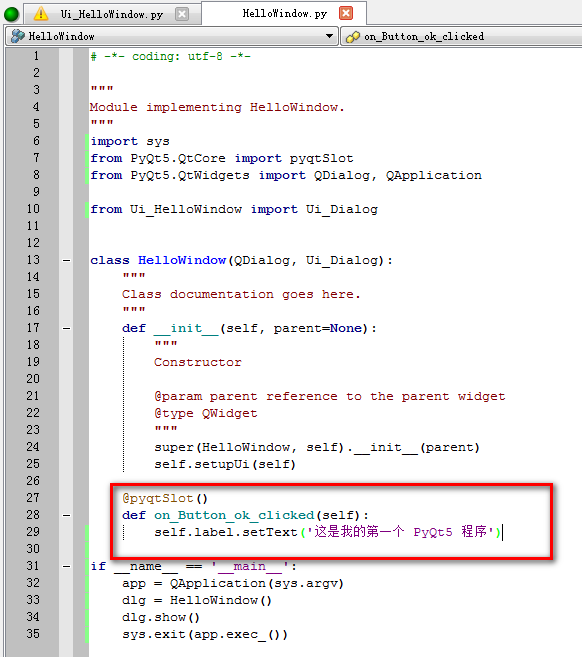 Ui_HelloWindow.py HelloWindow.py
HelloWindow on_Button_ok_clicked
1 # -*- coding: utf-8 -*-
2
3 """
4 Module implementing HelloWindow.
5 """
6 import sys
7 from PyQt5.QtCore import pyqtSlot
8 from PyQt5.QtWidgets import QDialog, QApplication
9
10 from Ui_HelloWindow import Ui_Dialog
11
12
13 class HelloWindow(QDialog, Ui_Dialog):
14     """
15     Class documentation goes here.
16     """
17     def __init__(self, parent=None):
18         """
19         Constructor
20
21         @param parent reference to the parent widget
22         @type QWidget
23         """
24         super(HelloWindow, self).__init__(parent)
25         self.setupUi(self)
26
27     @pyqtSlot()
28     def on_Button_ok_clicked(self):
29         self.label.setText('这是我的第一个 PyQt5 程序')
30
31 if __name__ == '__main__':
32     app = QApplication(sys.argv)
33     dlg = HelloWindow()
34     dlg.show()
35     sys.exit(app.exec_())